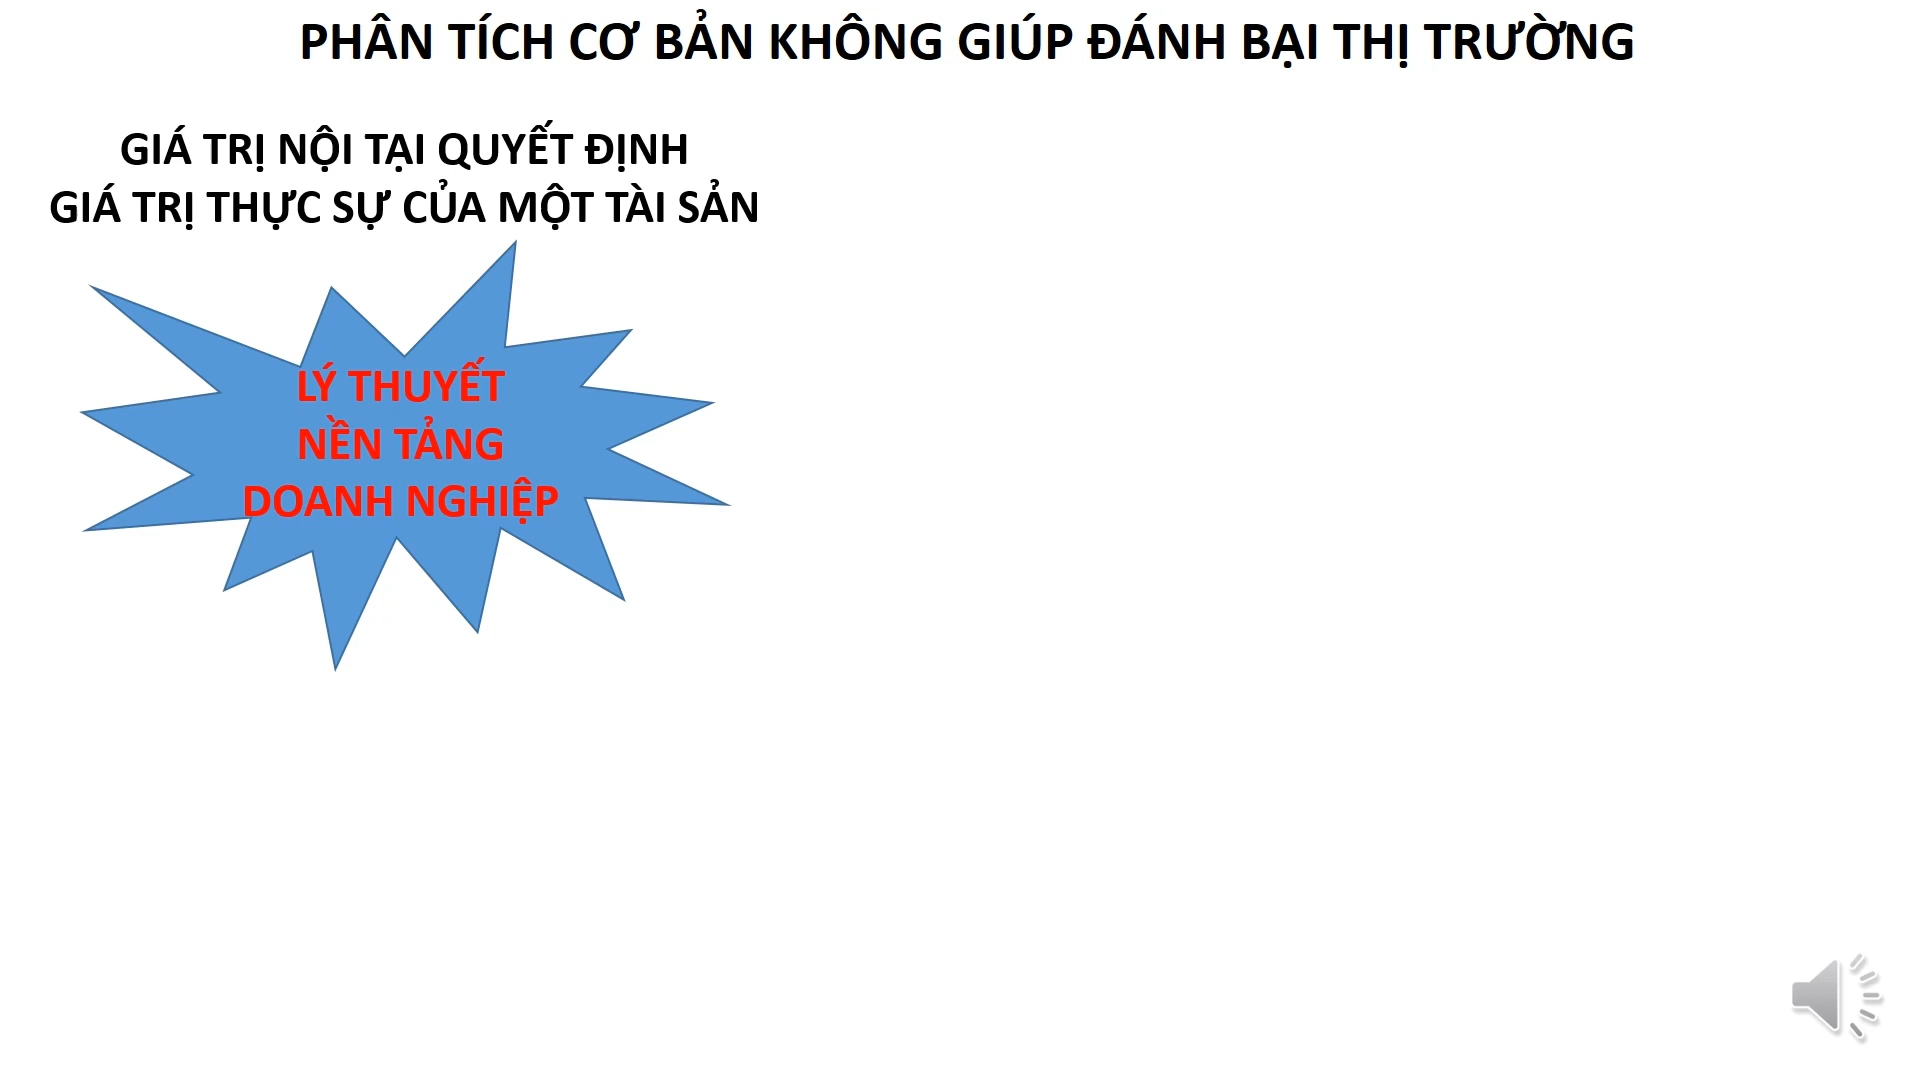 PHÂN TÍCH CƠ BẢN KHÔNG GIÚP ĐÁNH BẠI THỊ TRƯỜNG
GIÁ TRỊ NỘI TẠI QUYẾT ĐỊNH
GIÁ TRỊ THỰC SỰ CỦA MỘT TÀI SẢN
LÝ THUYẾT
NỀN TẢNG
DOANH NGHIỆP